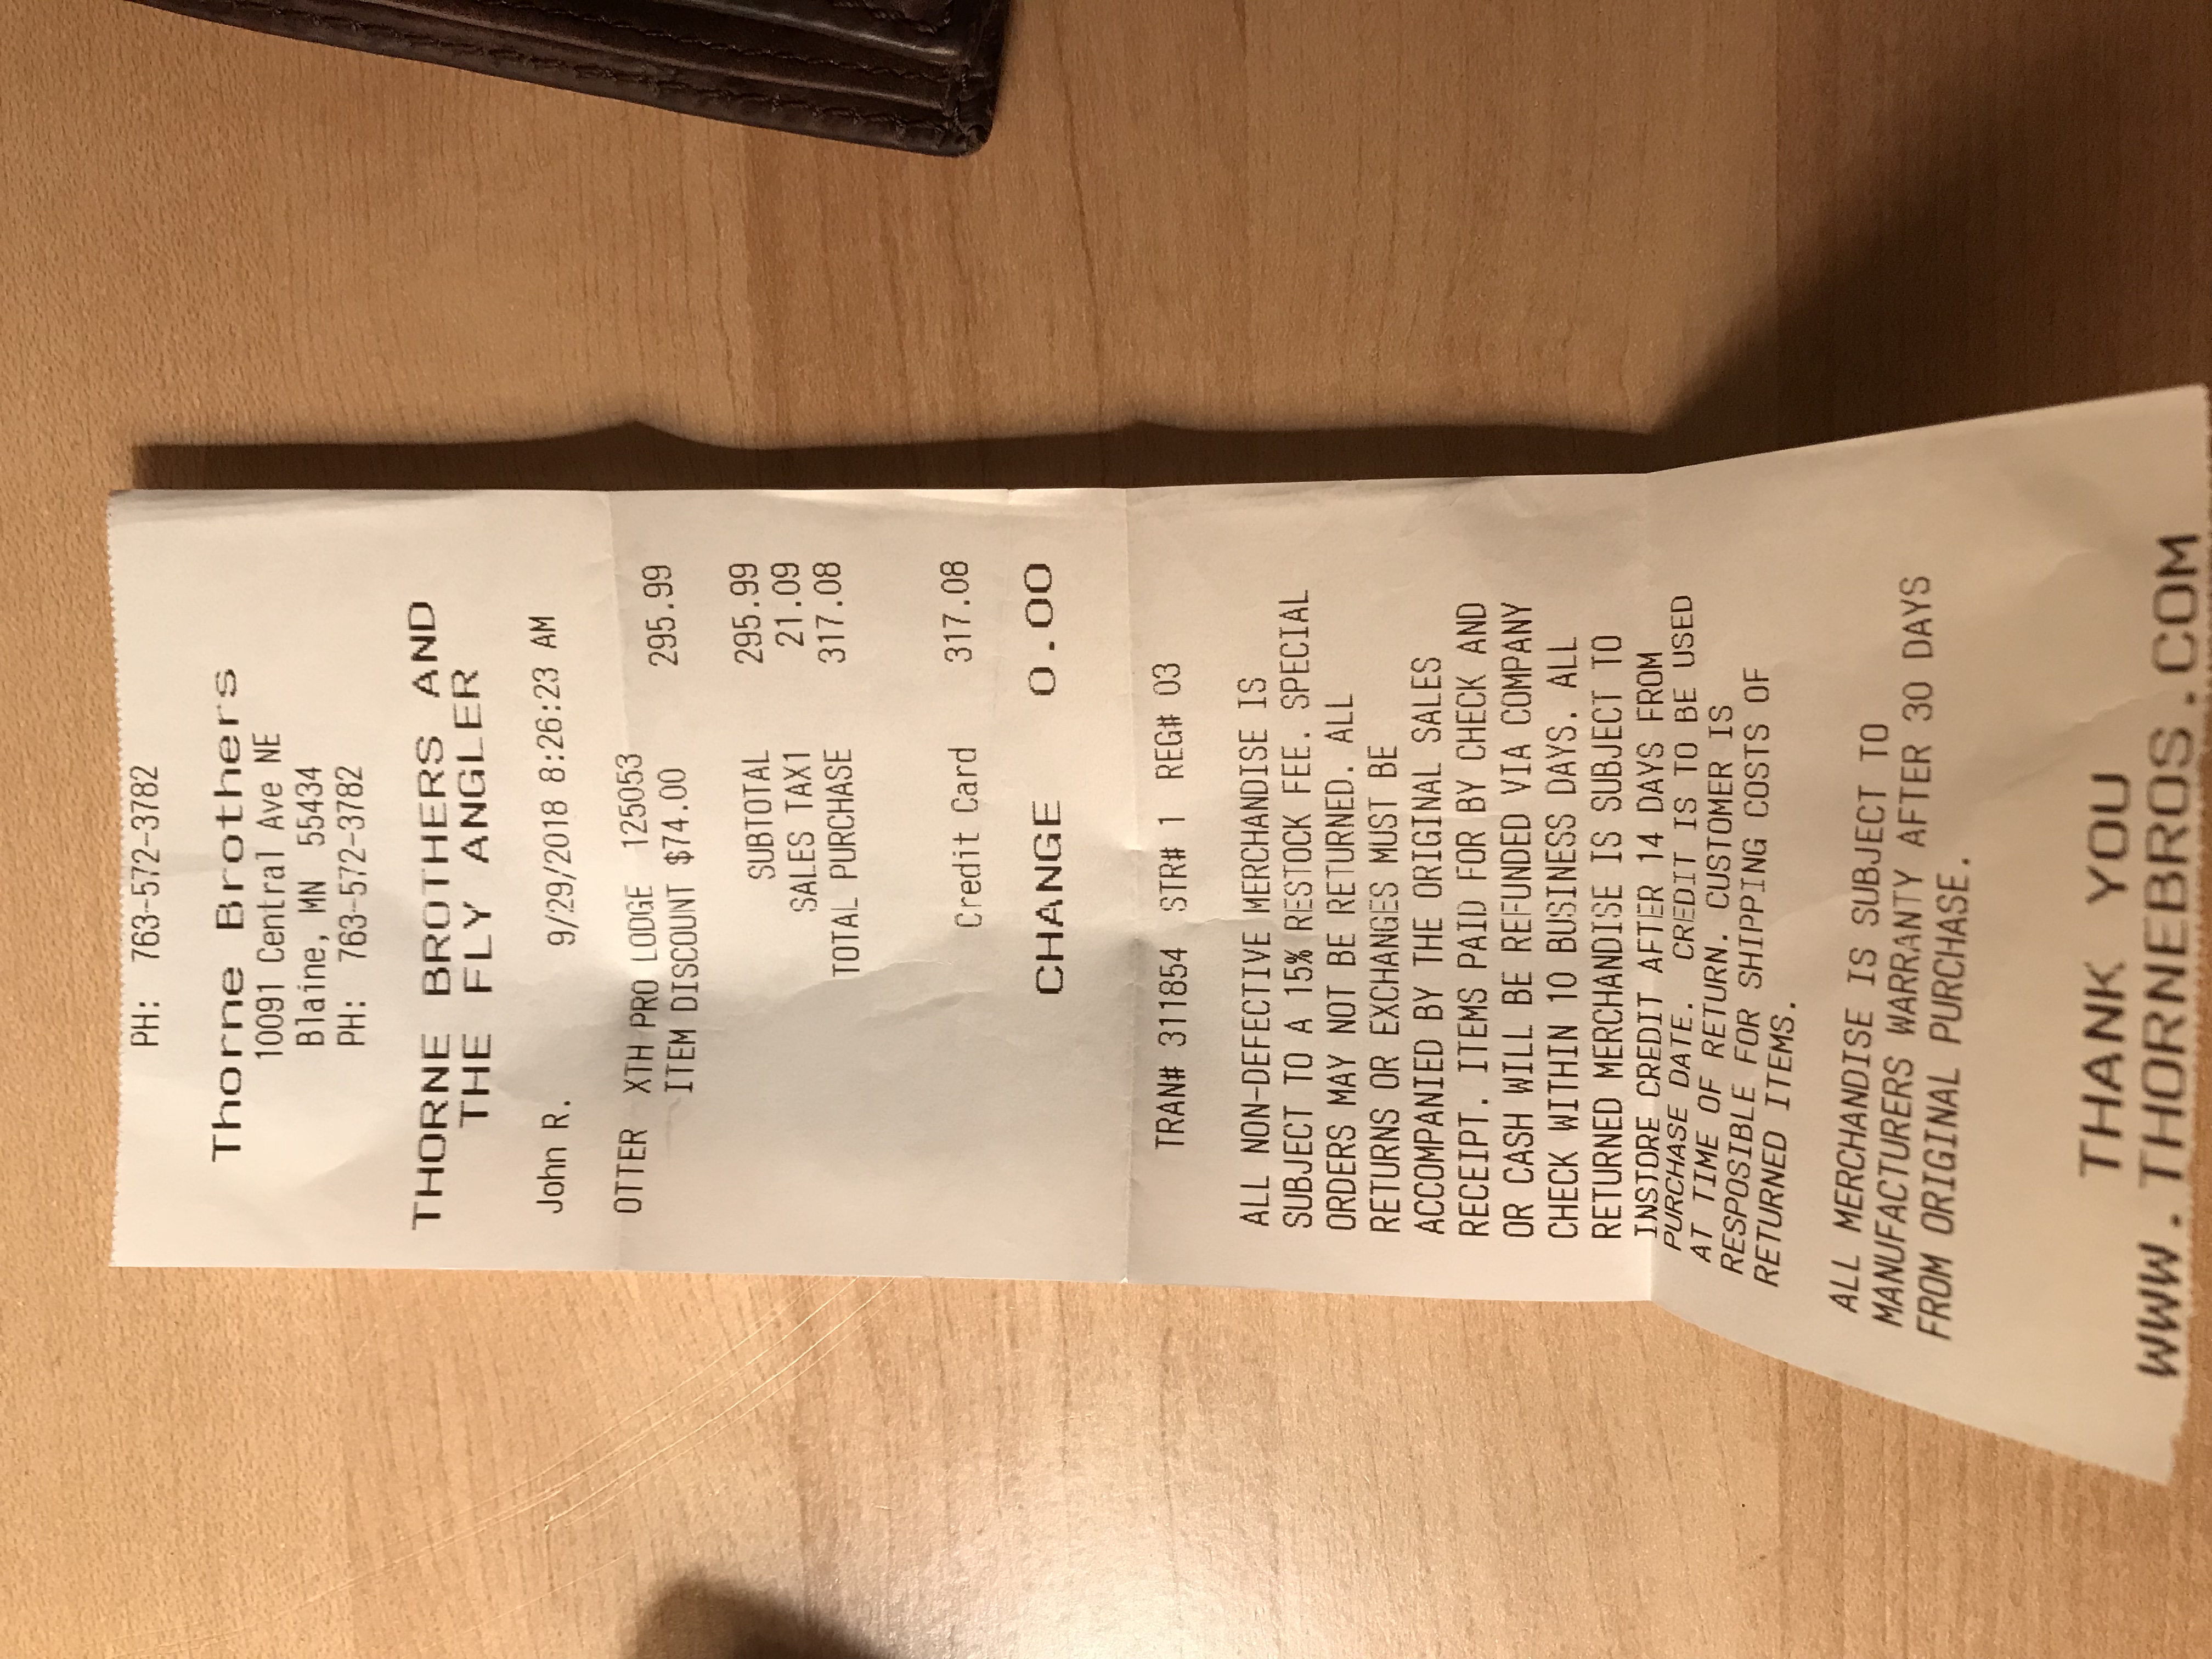 PH: 763-572-3782
Thorne Brothers
10091 Central Ave NE
Blaine, MN 55434
PH: 763-572-3782
THORNE BROTHERS AND
THE FLY ANGLER
John R. 9/29/2018 8:26:23 AM
OTTER XTH PRO LODGE 125053 295.99
ITEM DISCOUNT $74.00
SUBTOTAL 295.99
SALES TAX1 21.09
TOTAL PURCHASE 317.08
Credit Card 317.08
CHANGE 0.00
TRAN# 311854 STR# 1 REG# 03
ALL NON-DEFECTIVE MERCHANDISE IS
SUBJECT TO A 15% RESTOCK FEE. SPECIAL
ORDERS MAY NOT BE RETURNED. ALL
RETURNS OR EXCHANGES MUST BE
ACCOMPANIED BY THE ORIGINAL SALES
RECEIPT. ITEMS PAID FOR BY CHECK AND
OR CASH WILL BE REFUNDED VIA COMPANY
CHECK WITHIN 10 BUSINESS DAYS. ALL
RETURNED MERCHANDISE IS SUBJECT TO
INSTORE CREDIT AFTER 14 DAYS FROM
PURCHASE DATE. CREDIT IS TO BE USED
AT TIME OF RETURN. CUSTOMER IS
RESPOSIBLE FOR SHIPPING COSTS OF
RETURNED ITEMS.
ALL MERCHANDISE IS SUBJECT TO
MANUFACTURERS WARRANTY AFTER 30 DAYS
FROM ORIGINAL PURCHASE.
THANK YOU
WWW.THORNEBROS.COM